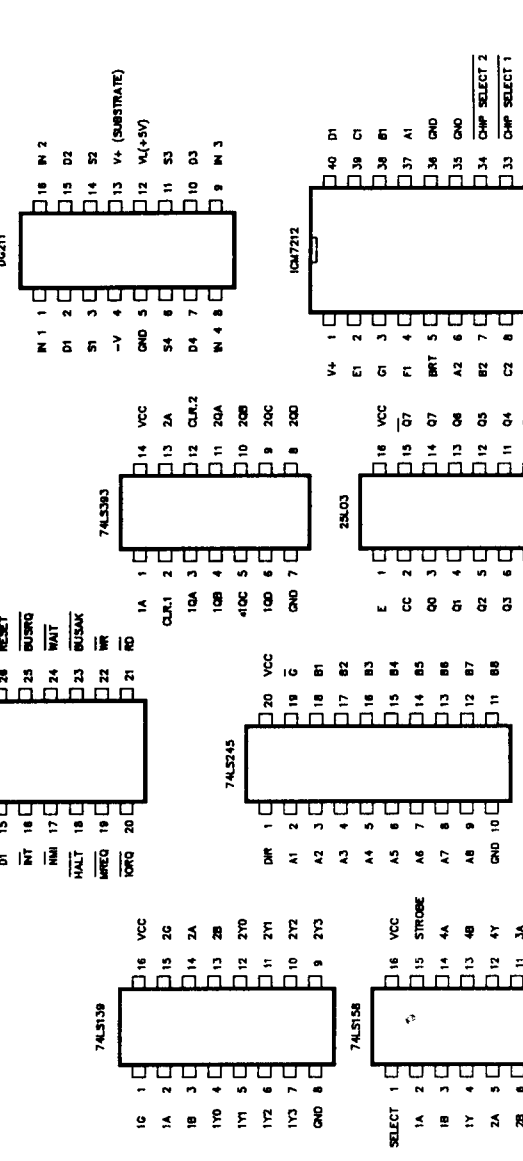 74LS139
1G 1 16 VCC
1A 2 15 2G
1B 3 14 2A
1Y0 4 13 2B
1Y1 5 12 2Y0
1Y2 6 11 2Y1
1Y3 7 10 2Y2
GND 8 9 2Y3
74LS158
SELECT 1 16 VCC
1A 2 15 STROBE
1B 3 14 4A
1Y 4 13 4B
2A 5 12 4Y
2B 6 11 3A
D1 15 26 RESET
INT 16 25 BUSRQ
NMI 17 24 WAIT
HALT 18 23 BUSAK
MREQ 19 22 WR
IORQ 20 21 RD
74LS245
DIR 1 20 VCC
A1 2 19 G
A2 3 18 B1
A3 4 17 B2
A4 5 16 B3
A5 6 15 B4
A6 7 14 B5
A7 8 13 B6
A8 9 12 B7
GND 10 11 B8
74LS393
1A 1 14 VCC
CLR.1 2 13 2A
1QA 3 12 CLR.2
1QB 4 11 2QA
1QC 5 10 2QB
1QD 6 9 2QC
GND 7 8 2QD
25L03
E 1 16 VCC
CC 2 15 Q7
Q0 3 14 Q7
Q1 4 13 Q6
Q2 5 12 Q5
Q3 6 11 Q4
DG211
IN 1 1 16 IN 2
D1 2 15 D2
S1 3 14 S2
-V 4 13 V+ (SUBSTRATE)
GND 5 12 VL(+5V)
S4 6 11 S3
D4 7 10 D3
IN 4 8 9 IN 3
ICM7212
V+ 1 40 D1
E1 2 39 C1
G1 3 38 B1
F1 4 37 A1
BRT 5 36 GND
A2 6 35 GND
B2 7 34 CHIP SELECT 2
C2 8 33 CHIP SELECT 1